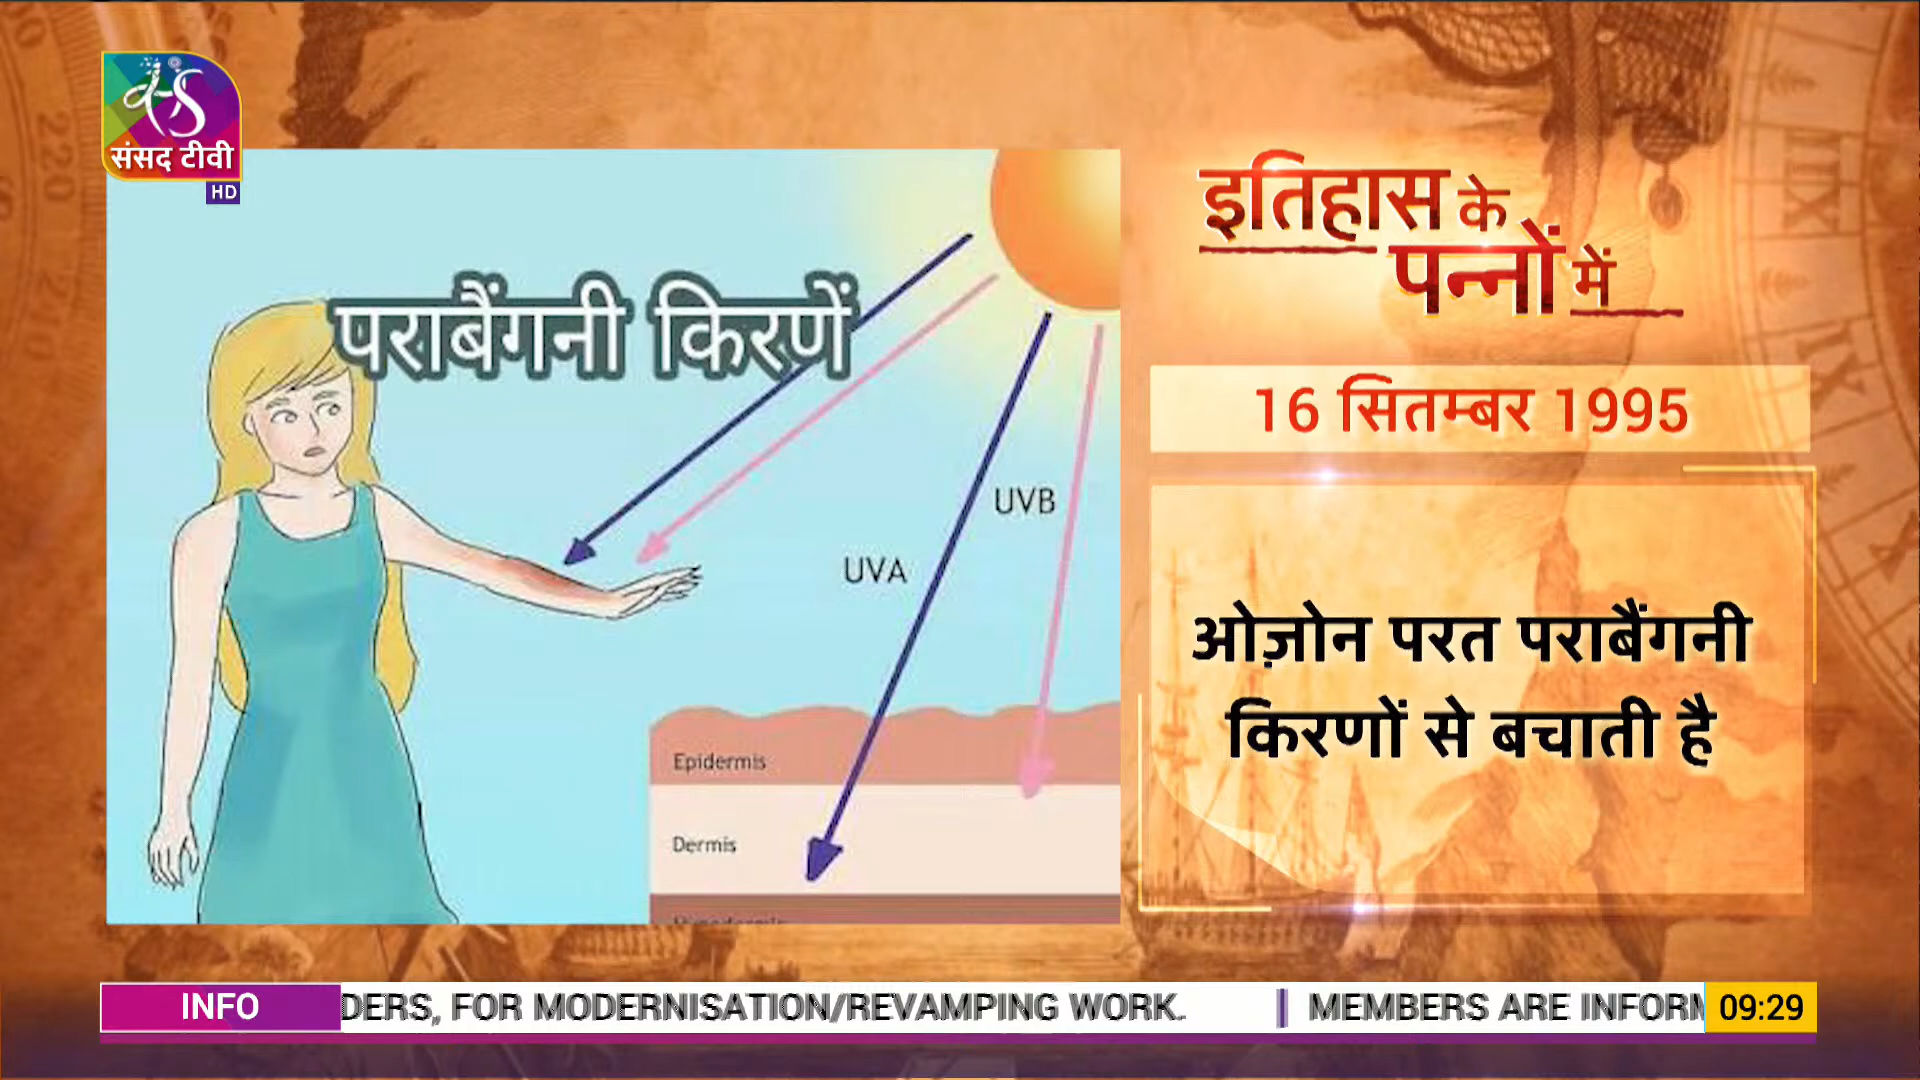 संसद टीवी
HD
इतिहास के
पन्नों में
16 सितम्बर 1995
पराबैंगनी किरणें
UVB
UVA
ओज़ोन परत पराबैंगनी
किरणों से बचाती है
Epidermis
Dermis
INFO
DERS, FOR MODERNISATION/REVAMPING WORK. | MEMBERS ARE INFORM
09:29